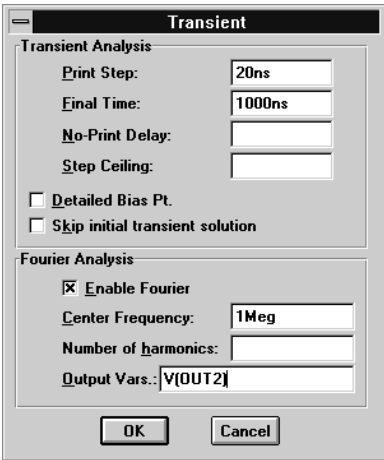 Transient
Transient Analysis
Print Step: 20ns
Final Time: 1000ns
No-Print Delay:
Step Ceiling:
Detailed Bias Pt.
Skip initial transient solution
Fourier Analysis
Enable Fourier
Center Frequency: 1Meg
Number of harmonics:
Output Vars.: V(OUT2)
OK Cancel